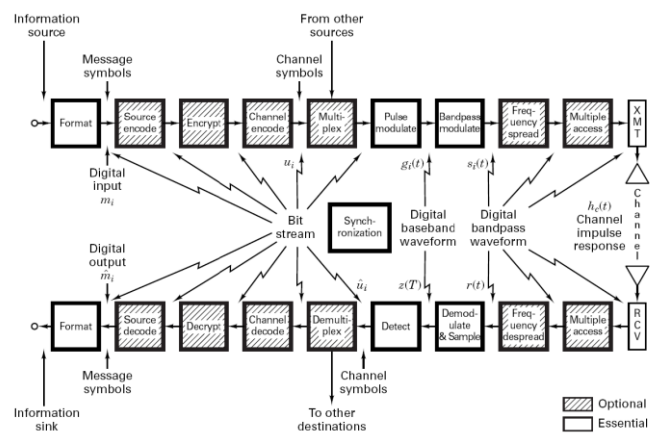 Information
source
From other
sources
Message
symbols
Channel
symbols
Format
Source
encode
Encrypt
Channel
encode
Multi-
plex
Pulse
modulate
Bandpass
modulate
Freq-
uency
spread
Multiple
access
X
M
T
Digital
input
mᵢ
uᵢ
gᵢ(t)
sᵢ(t)
hc(t)
Channel
impulse
response
C
h
a
n
n
e
l
Bit
stream
Synch-
ronization
Digital
baseband
waveform
Digital
bandpass
waveform
Digital
output
m̂ᵢ
ûᵢ
z(T)
r(t)
Format
Source
decode
Decrypt
Channel
decode
Demulti-
plex
Detect
Demod-
ulate
& Sample
Freq-
uency
despread
Multiple
access
R
C
V
Message
symbols
Channel
symbols
Information
sink
To other
destinations
Optional
Essential